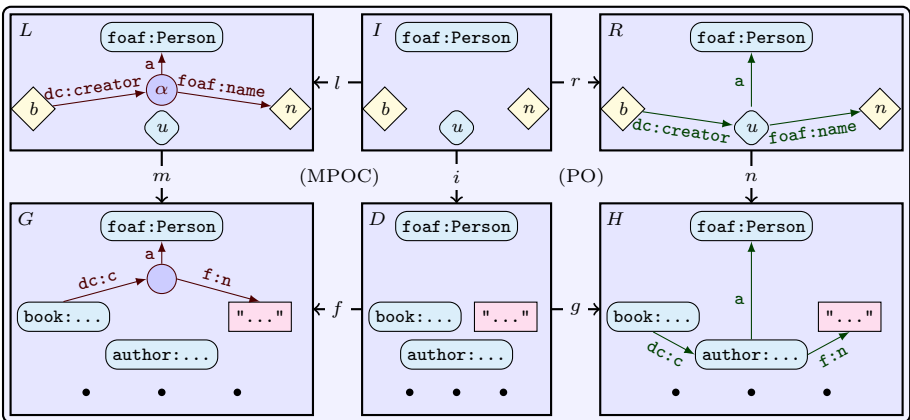 L I R
foaf:Person foaf:Person foaf:Person
a a
dc:creator α foaf:name l r
b n b n b n
u u dc:creator u foaf:name
m (MPOC) i (PO) n
G D H
foaf:Person foaf:Person foaf:Person
a
dc:c f:n a
book:... "..." f book:... "..." g book:... "..."
author:... author:... dc:c author:... f:n